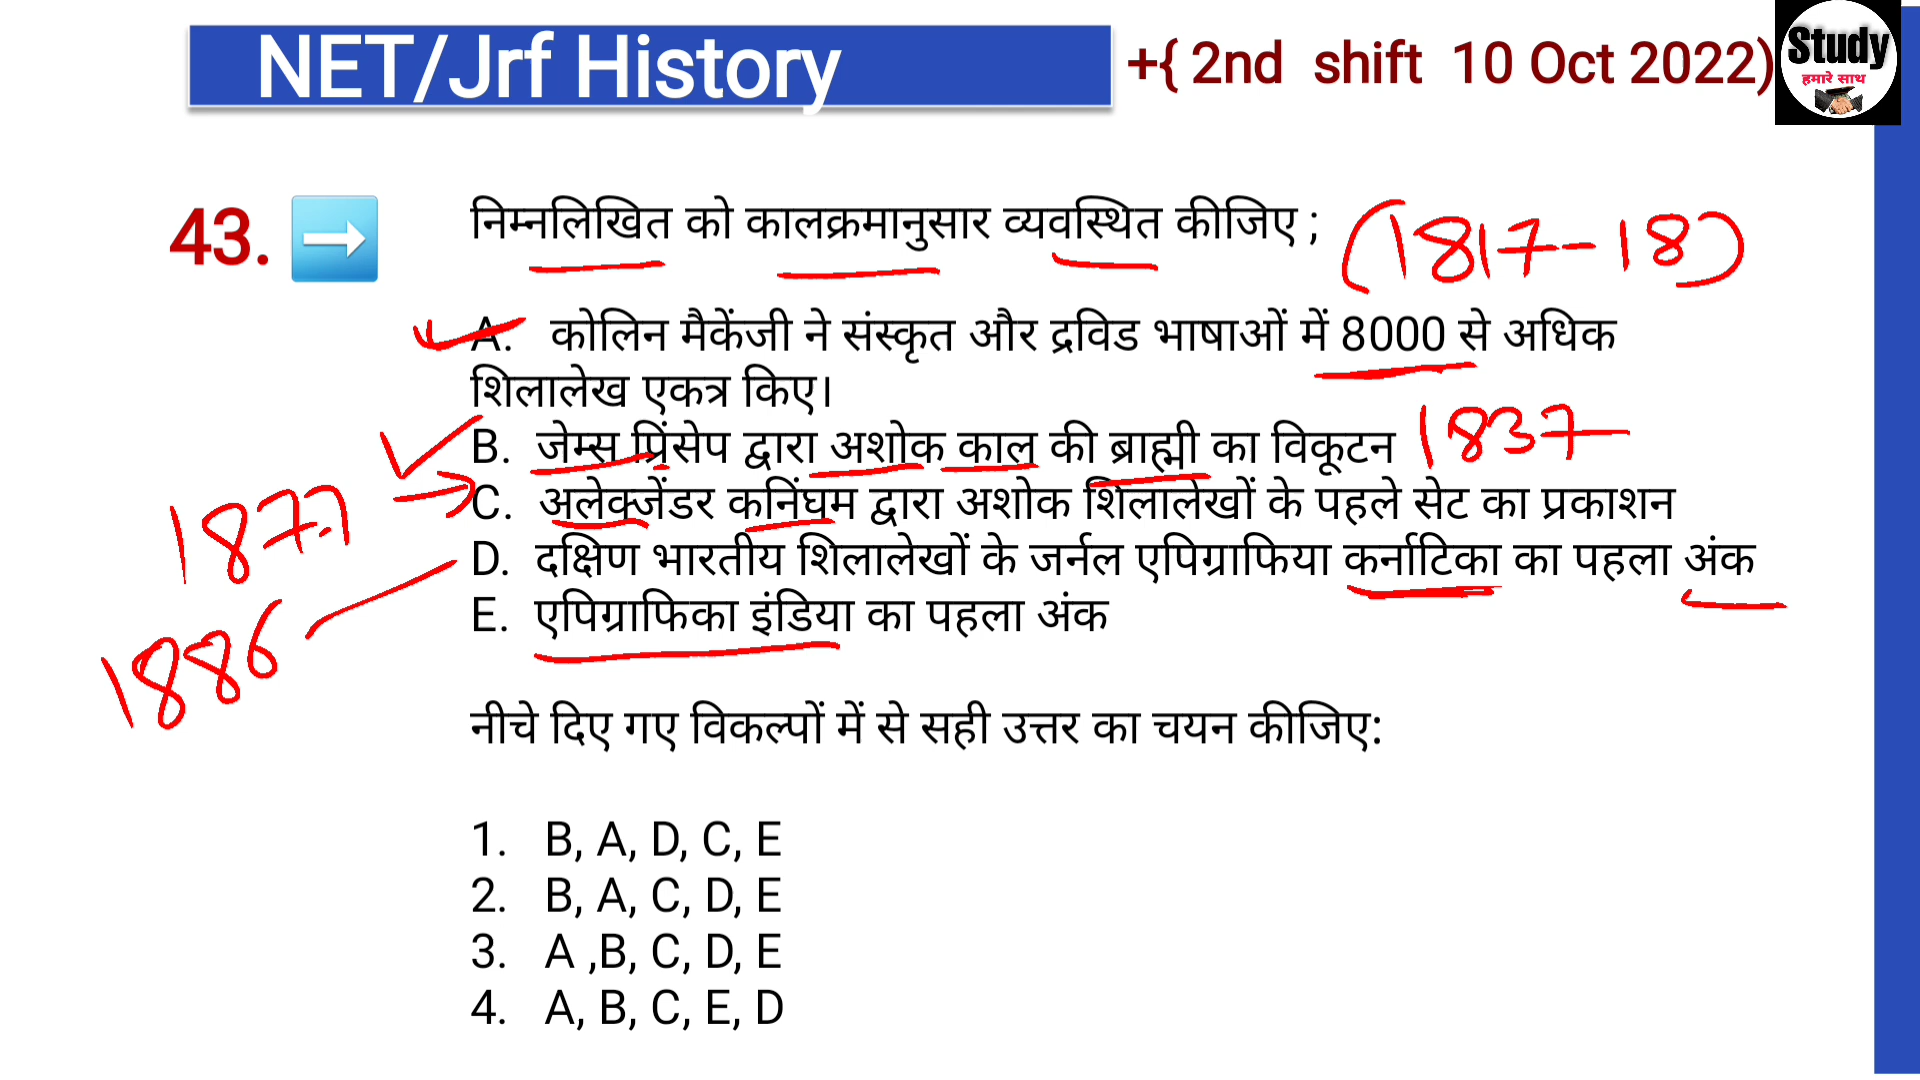 NET/Jrf History
+{ 2nd shift 10 Oct 2022)
Study
हमारे साथ
43. ➡ निम्नलिखित को कालक्रमानुसार व्यवस्थित कीजिए ; (1817-18)
A. कोलिन मैकेंजी ने संस्कृत और द्रविड भाषाओं में 8000 से अधिक
शिलालेख एकत्र किए।
B. जेम्स प्रिंसेप द्वारा अशोक काल की ब्राह्मी का विकूटन 1837
1877 C. अलेक्जेंडर कनिंघम द्वारा अशोक शिलालेखों के पहले सेट का प्रकाशन
D. दक्षिण भारतीय शिलालेखों के जर्नल एपिग्राफिया कर्नाटिका का पहला अंक
1886
E. एपिग्राफिका इंडिया का पहला अंक
नीचे दिए गए विकल्पों में से सही उत्तर का चयन कीजिए:
1. B, A, D, C, E
2. B, A, C, D, E
3. A ,B, C, D, E
4. A, B, C, E, D